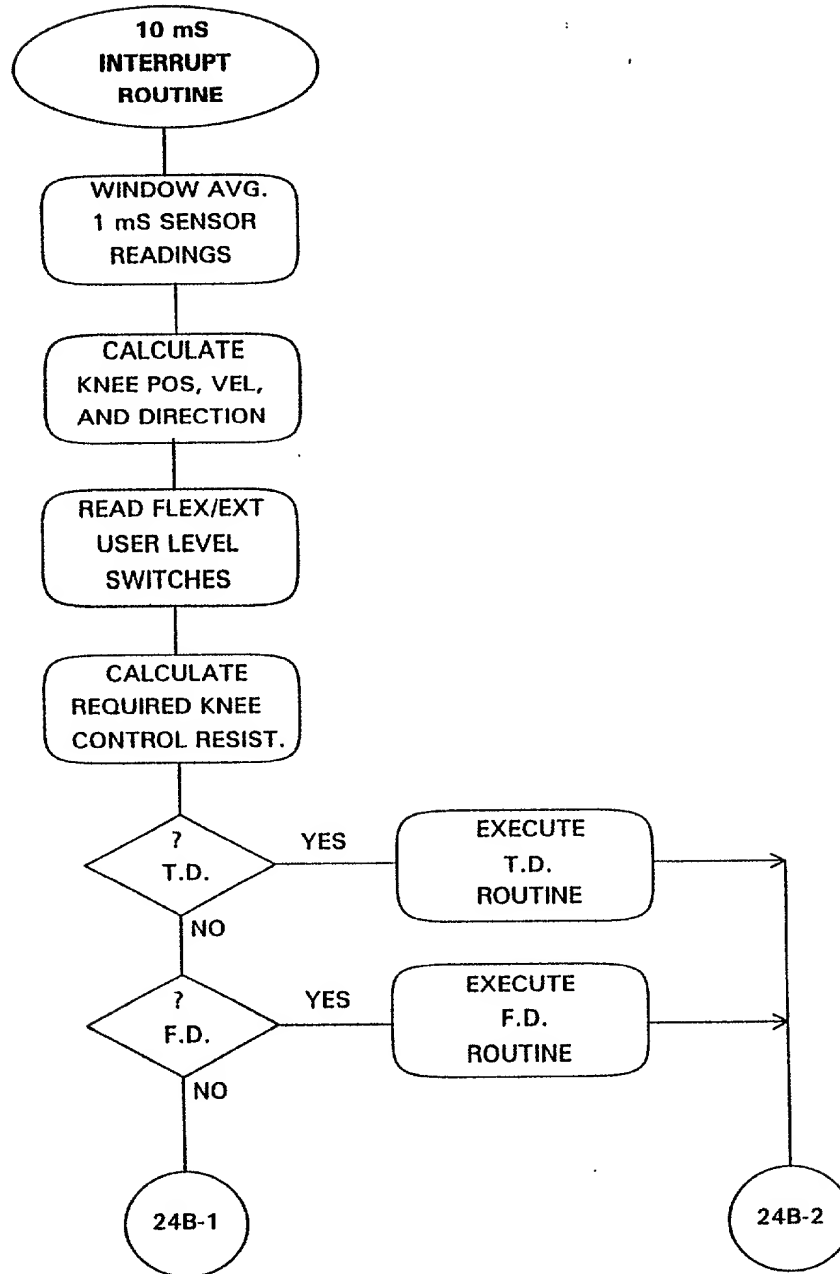 10 mS
INTERRUPT
ROUTINE
WINDOW AVG.
1 mS SENSOR
READINGS
CALCULATE
KNEE POS, VEL,
AND DIRECTION
READ FLEX/EXT
USER LEVEL
SWITCHES
CALCULATE
REQUIRED KNEE
CONTROL RESIST.
?
T.D.
YES
EXECUTE
T.D.
ROUTINE
NO
?
F.D.
YES
EXECUTE
F.D.
ROUTINE
NO
24B-1
24B-2